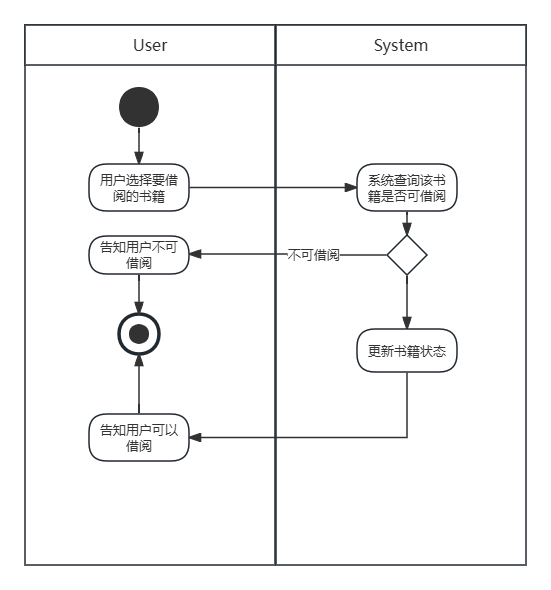 User
System
用户选择要借
阅的书籍
系统查询该书
籍是否可借阅
告知用户不可
借阅
不可借阅
更新书籍状态
告知用户可以
借阅